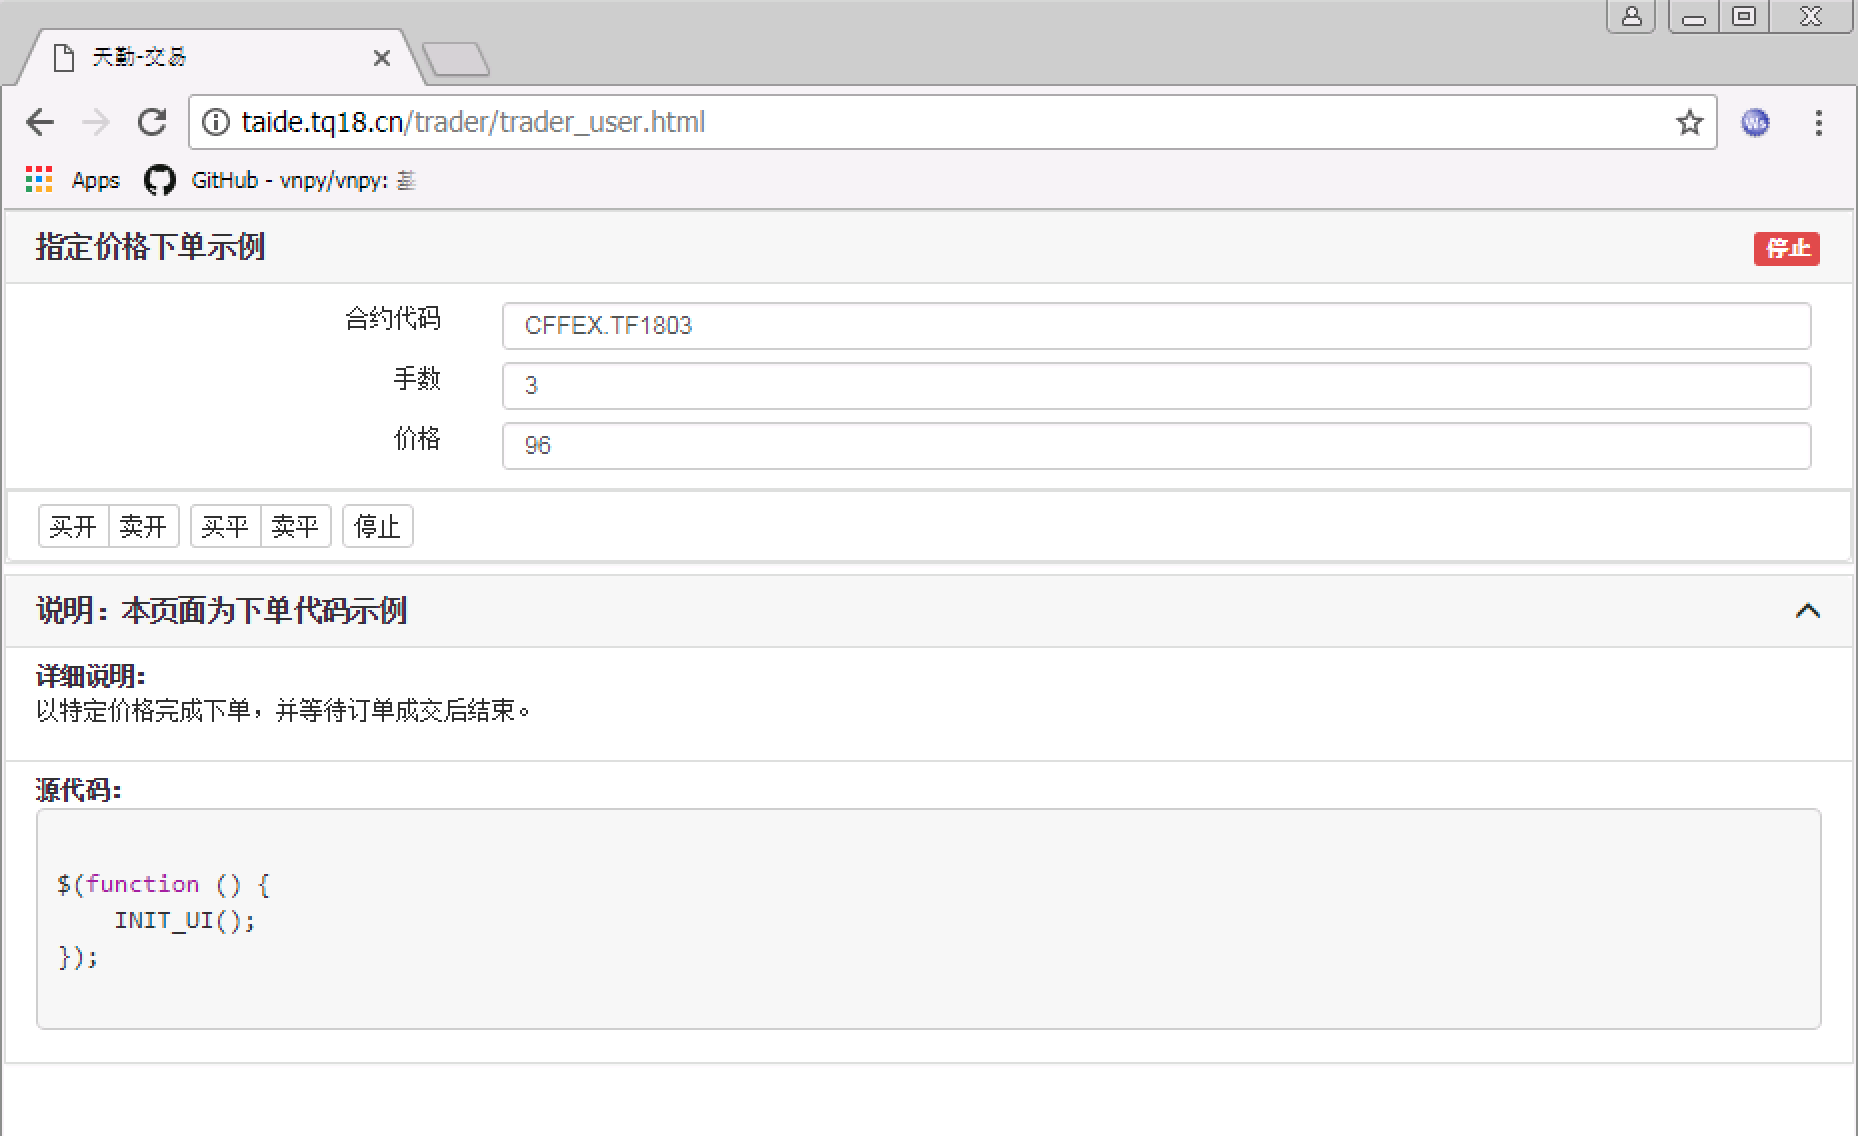 天勤-交易
taide.tq18.cn/trader/trader_user.html
Apps GitHub - vnpy/vnpy: 基
指定价格下单示例 停止
合约代码 CFFEX.TF1803
手数 3
价格 96
买开 卖开 买平 卖平 停止
说明：本页面为下单代码示例
详细说明：
以特定价格完成下单，并等待订单成交后结束。
源代码：
$(function () {
    INIT_UI();
});